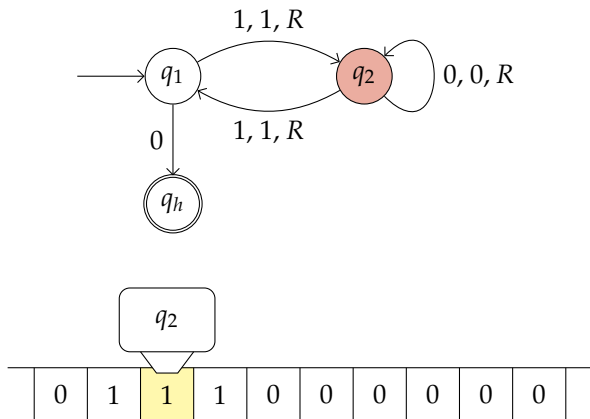 1, 1, R
q1 q2 0, 0, R
1, 1, R
0
qh
q2
0 1 1 1 0 0 0 0 0 0